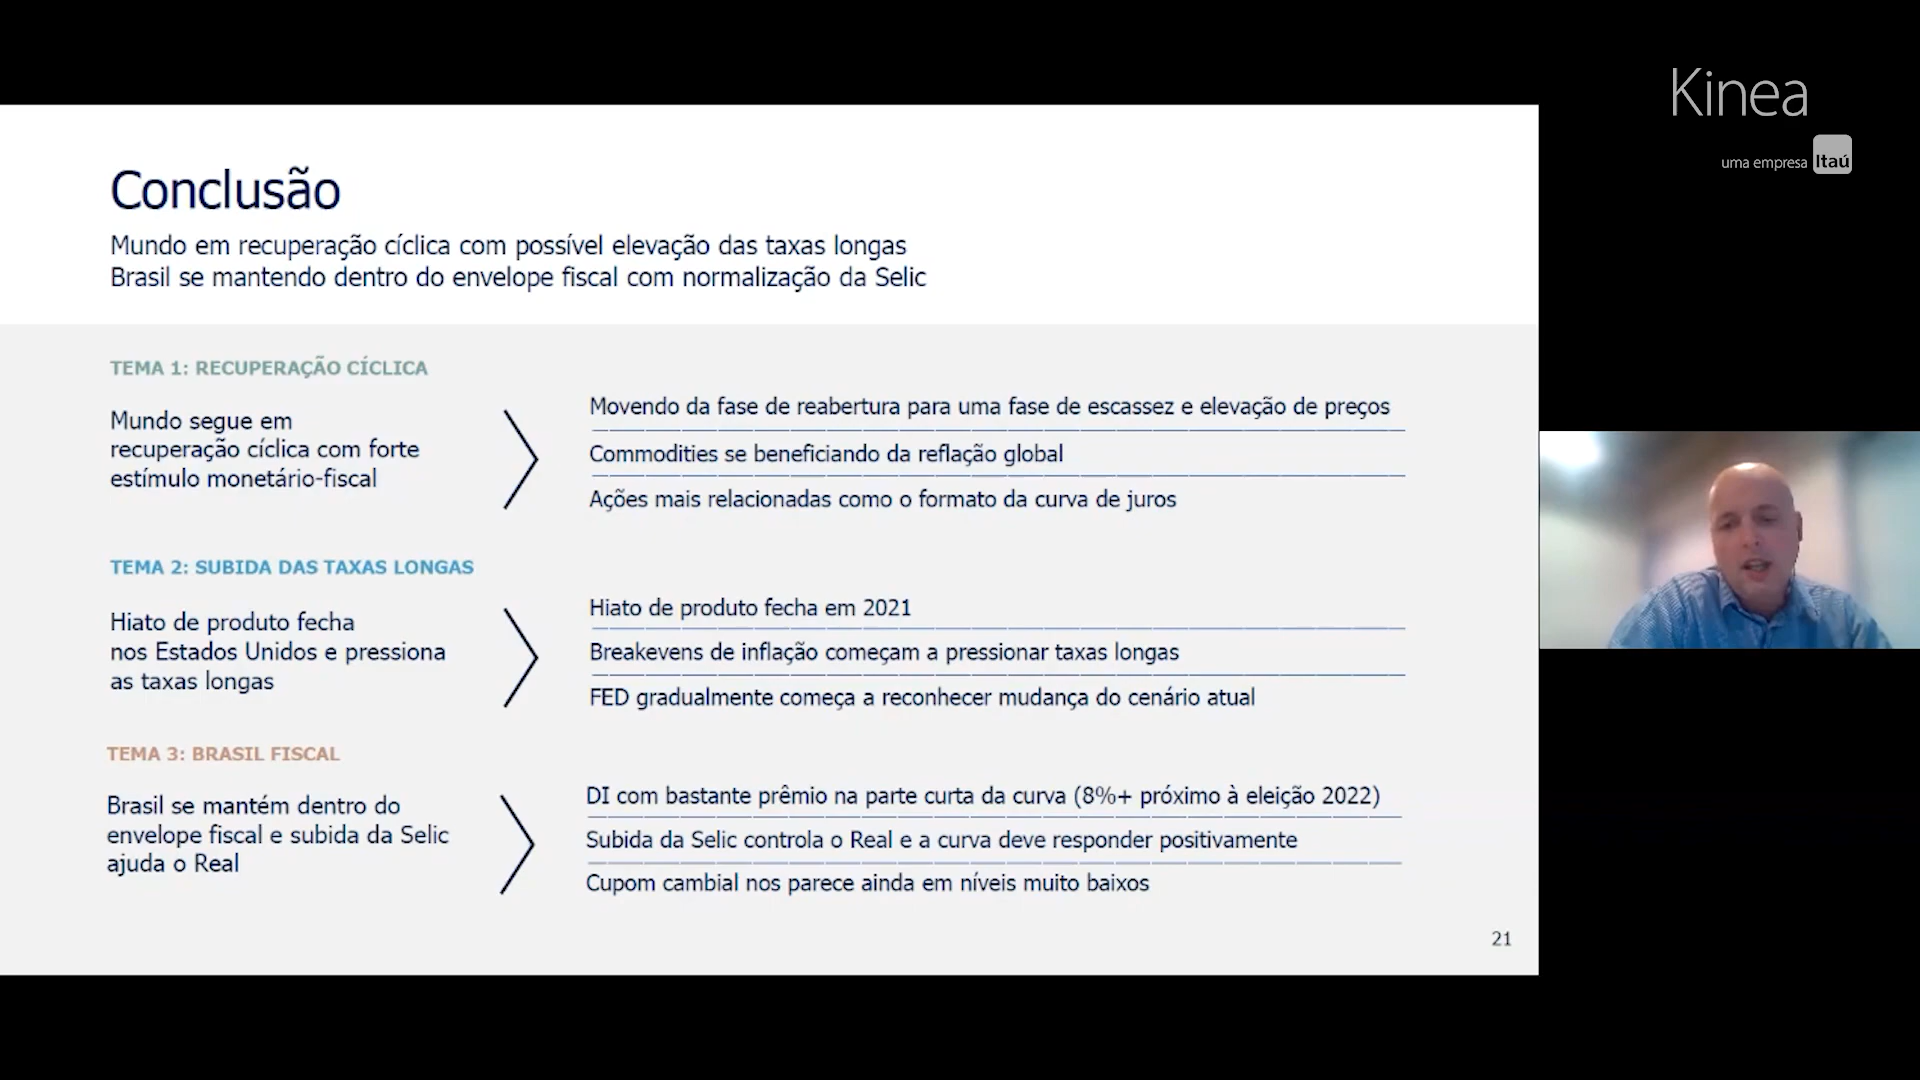 Kinea
uma empresa Itaú
Conclusão
Mundo em recuperação cíclica com possível elevação das taxas longas
Brasil se mantendo dentro do envelope fiscal com normalização da Selic
TEMA 1: RECUPERAÇÃO CÍCLICA
Mundo segue em
recuperação cíclica com forte
estímulo monetário-fiscal
Movendo da fase de reabertura para uma fase de escassez e elevação de preços
Commodities se beneficiando da reflação global
Ações mais relacionadas como o formato da curva de juros
TEMA 2: SUBIDA DAS TAXAS LONGAS
Hiato de produto fecha
nos Estados Unidos e pressiona
as taxas longas
Hiato de produto fecha em 2021
Breakevens de inflação começam a pressionar taxas longas
FED gradualmente começa a reconhecer mudança do cenário atual
TEMA 3: BRASIL FISCAL
Brasil se mantém dentro do
envelope fiscal e subida da Selic
ajuda o Real
DI com bastante prêmio na parte curta da curva (8%+ próximo à eleição 2022)
Subida da Selic controla o Real e a curva deve responder positivamente
Cupom cambial nos parece ainda em níveis muito baixos
21